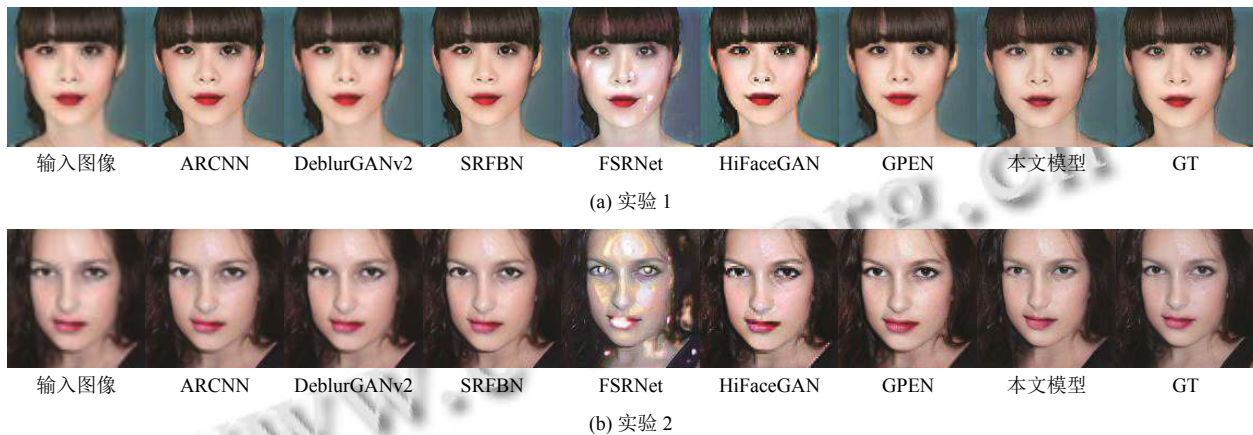 输入图像 ARCNN DeblurGANv2 SRFBN FSRNet HiFaceGAN GPEN 本文模型 GT
(a) 实验 1
输入图像 ARCNN DeblurGANv2 SRFBN FSRNet HiFaceGAN GPEN 本文模型 GT
(b) 实验 2